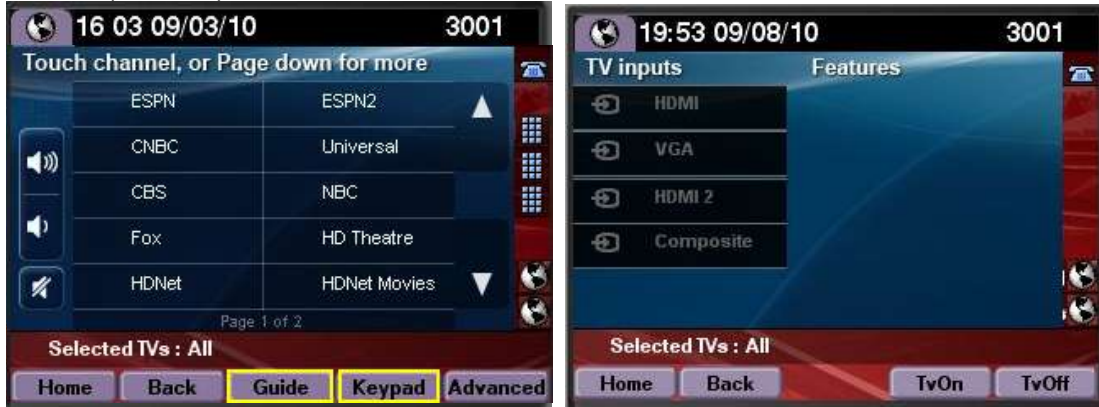 16 03 09/03/10 3001
Touch channel, or Page down for more
ESPN ESPN2
CNBC Universal
CBS NBC
Fox HD Theatre
HDNet HDNet Movies
Page 1 of 2
Selected TVs : All
Home Back Guide Keypad Advanced
19:53 09/08/10 3001
TV inputs Features
HDMI
VGA
HDMI 2
Composite
Selected TVs : All
Home Back TvOn TvOff